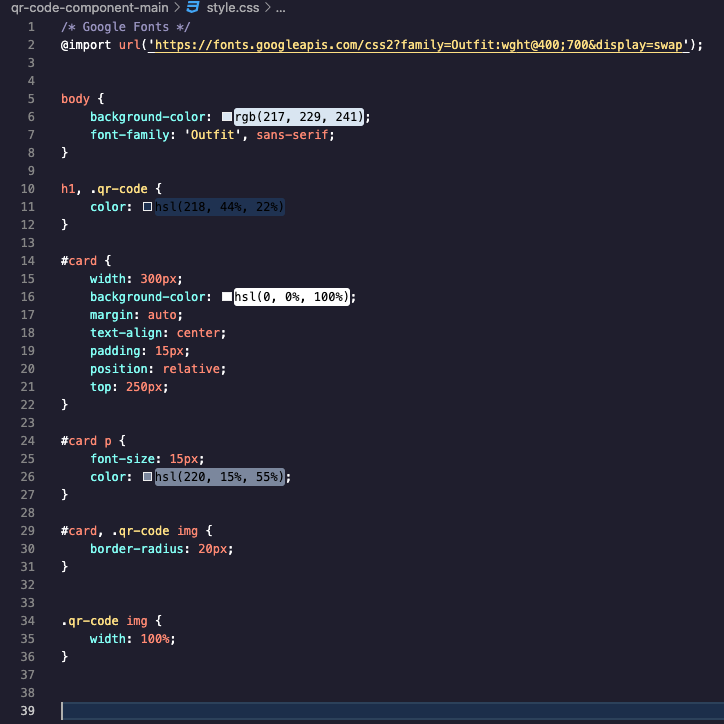 qr-code-component-main > style.css > ...
1 /* Google Fonts */
2 @import url('https://fonts.googleapis.com/css2?family=Outfit:wght@400;700&display=swap');
3
4
5 body {
6     background-color: rgb(217, 229, 241);
7     font-family: 'Outfit', sans-serif;
8 }
9
10 h1, .qr-code {
11     color: hsl(218, 44%, 22%)
12 }
13
14 #card {
15     width: 300px;
16     background-color: hsl(0, 0%, 100%);
17     margin: auto;
18     text-align: center;
19     padding: 15px;
20     position: relative;
21     top: 250px;
22 }
23
24 #card p {
25     font-size: 15px;
26     color: hsl(220, 15%, 55%);
27 }
28
29 #card, .qr-code img {
30     border-radius: 20px;
31 }
32
33
34 .qr-code img {
35     width: 100%;
36 }
37
38
39